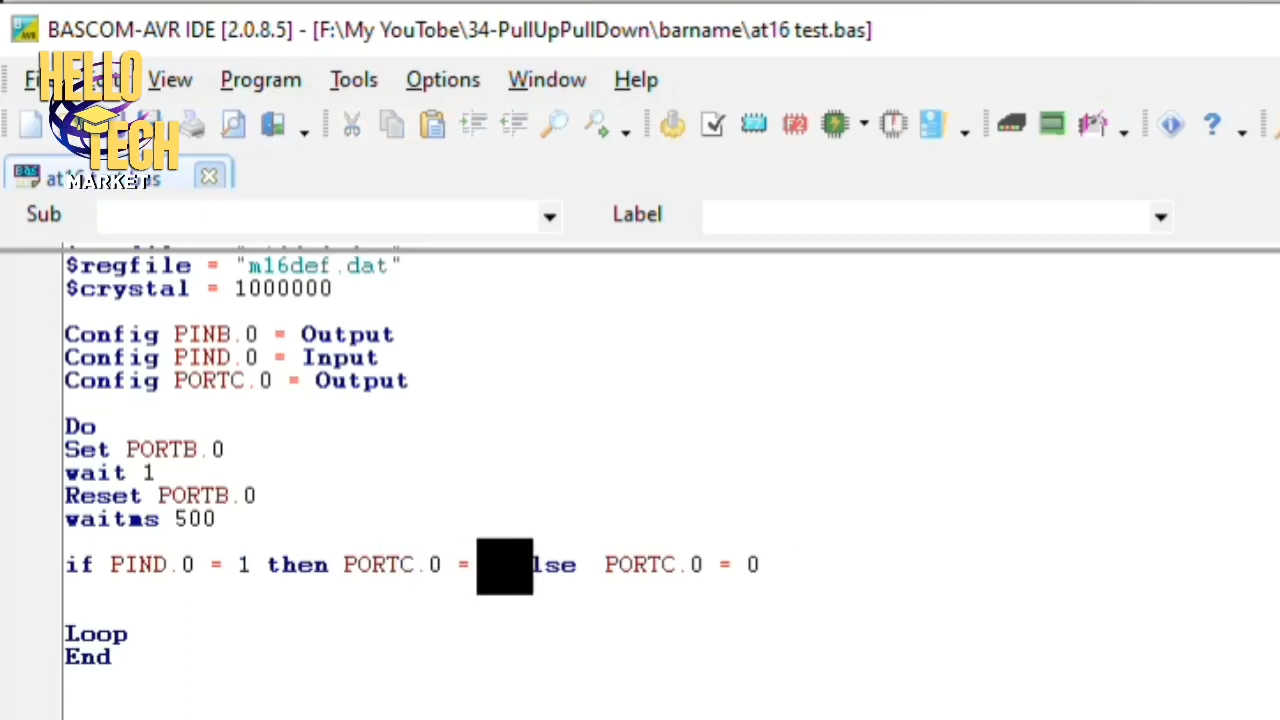 BASCOM-AVR IDE [2.0.8.5] - [F:\My YouTube\34-PullUpPullDown\barname\at16 test.bas]
HELLO
TECH
MARKET
View Program Tools Options Window Help
Sub Label
$regfile = "m16def.dat"
$crystal = 1000000
Config PINB.0 = Output
Config PIND.0 = Input
Config PORTC.0 = Output
Do
Set PORTB.0
wait 1
Reset PORTB.0
waitms 500
if PIND.0 = 1 then PORTC.0 = lse PORTC.0 = 0
Loop
End